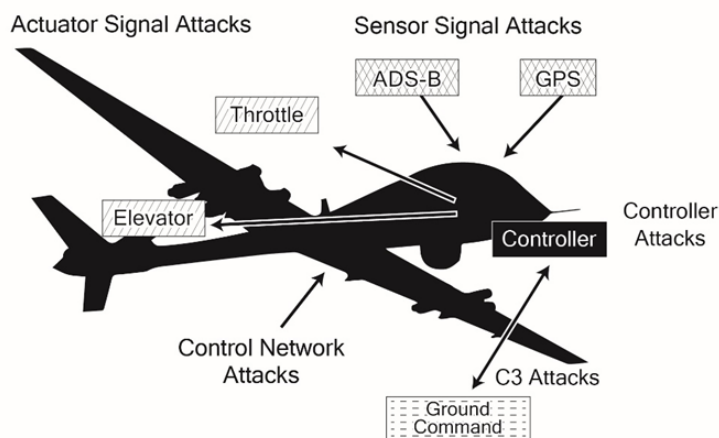 Actuator Signal Attacks
Sensor Signal Attacks
ADS-B
GPS
Throttle
Elevator
Controller
Controller
Attacks
Control Network
Attacks
C3 Attacks
Ground
Command